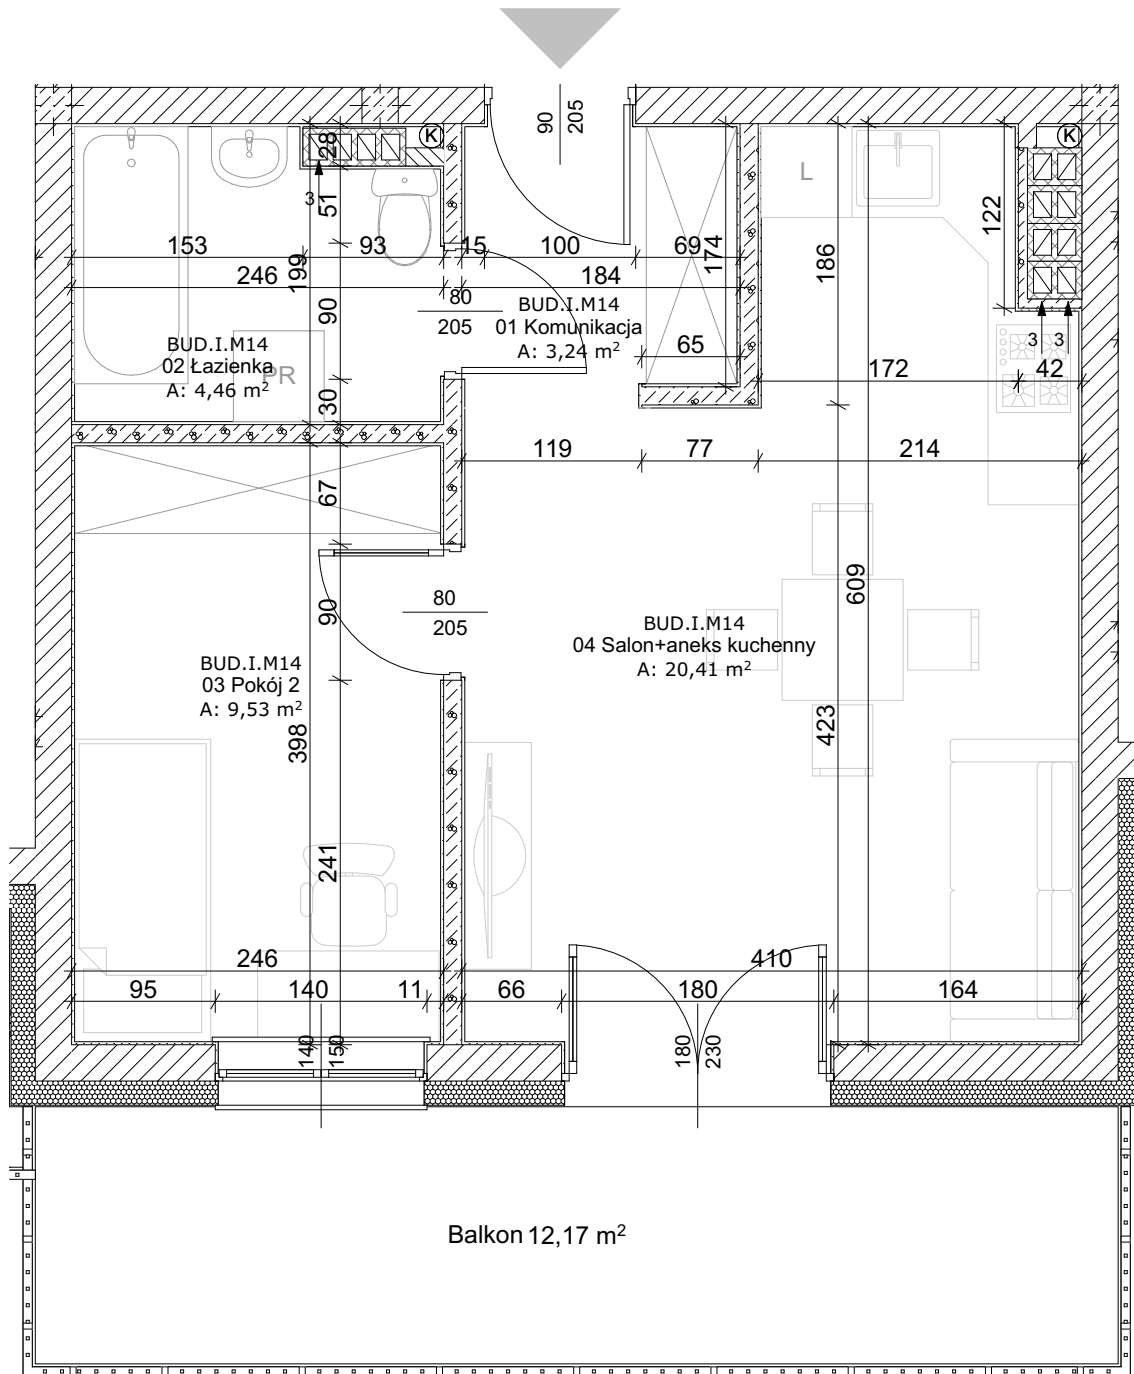 90
205
K
K
28
3
51
L
122
153
93
15
100
69
174
186
199
246
184
90
80
205
BUD.I.M14
01 Komunikacja
A: 3,24 m²
BUD.I.M14
02 Łazienka
A: 4,46 m²
PR
65
3
3
172
42
30
119
77
214
67
90
80
205
609
BUD.I.M14
04 Salon+aneks kuchenny
A: 20,41 m²
BUD.I.M14
03 Pokój 2
A: 9,53 m²
398
423
241
246
410
95
140
11
66
180
164
140
150
180
230
Balkon 12,17 m²